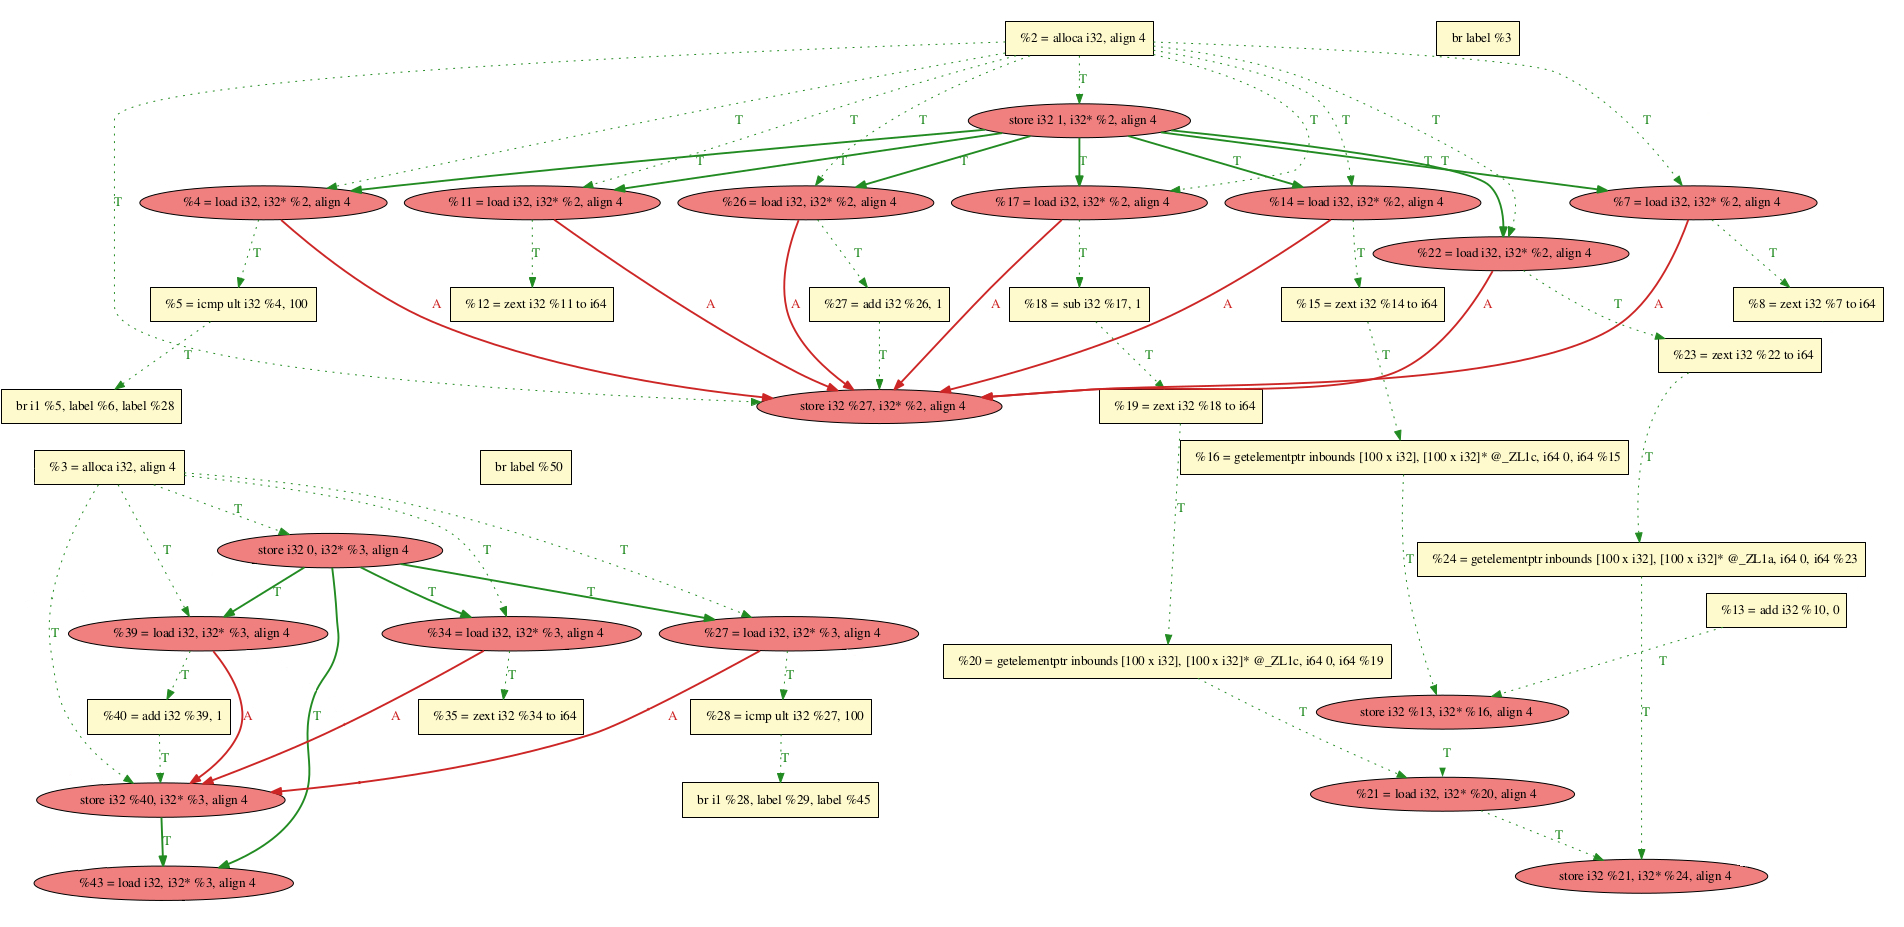 %2 = alloca i32, align 4
br label %3
T
store i32 1, i32* %2, align 4
T T T T T T T
T T T T T T T
T
%4 = load i32, i32* %2, align 4
%11 = load i32, i32* %2, align 4
%26 = load i32, i32* %2, align 4
%17 = load i32, i32* %2, align 4
%14 = load i32, i32* %2, align 4
%7 = load i32, i32* %2, align 4
%22 = load i32, i32* %2, align 4
T T T T T T
A
%5 = icmp ult i32 %4, 100
A
%12 = zext i32 %11 to i64
A
%27 = add i32 %26, 1
A
%18 = sub i32 %17, 1
A
%15 = zext i32 %14 to i64
A
T
A
%8 = zext i32 %7 to i64
T T T T
%23 = zext i32 %22 to i64
br i1 %5, label %6, label %28
store i32 %27, i32* %2, align 4
%19 = zext i32 %18 to i64
%3 = alloca i32, align 4
br label %50
%16 = getelementptr inbounds [100 x i32], [100 x i32]* @_ZL1c, i64 0, i64 %15
T
T
T
T
store i32 0, i32* %3, align 4
T
T
T
T
%24 = getelementptr inbounds [100 x i32], [100 x i32]* @_ZL1a, i64 0, i64 %23
T
T
T
%13 = add i32 %10, 0
T
%39 = load i32, i32* %3, align 4
%34 = load i32, i32* %3, align 4
%27 = load i32, i32* %3, align 4
%20 = getelementptr inbounds [100 x i32], [100 x i32]* @_ZL1c, i64 0, i64 %19
T
T
T
T
%40 = add i32 %39, 1
A
T
A
%35 = zext i32 %34 to i64
A
%28 = icmp ult i32 %27, 100
T
store i32 %13, i32* %16, align 4
T
T
T
T
store i32 %40, i32* %3, align 4
br i1 %28, label %29, label %45
%21 = load i32, i32* %20, align 4
T
T
%43 = load i32, i32* %3, align 4
store i32 %21, i32* %24, align 4